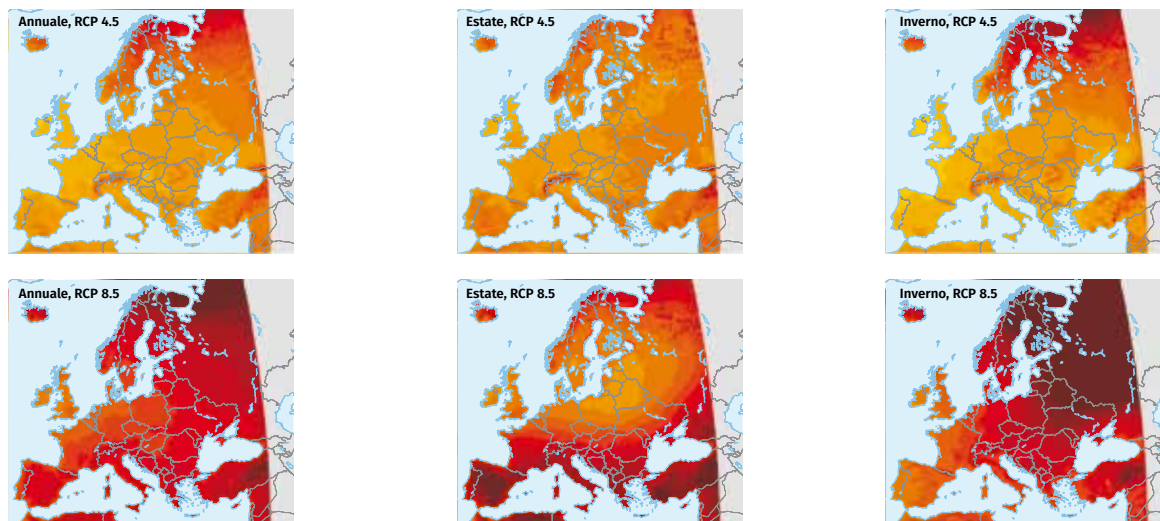 Annuale, RCP 4.5
Estate, RCP 4.5
Inverno, RCP 4.5
Annuale, RCP 8.5
Estate, RCP 8.5
Inverno, RCP 8.5